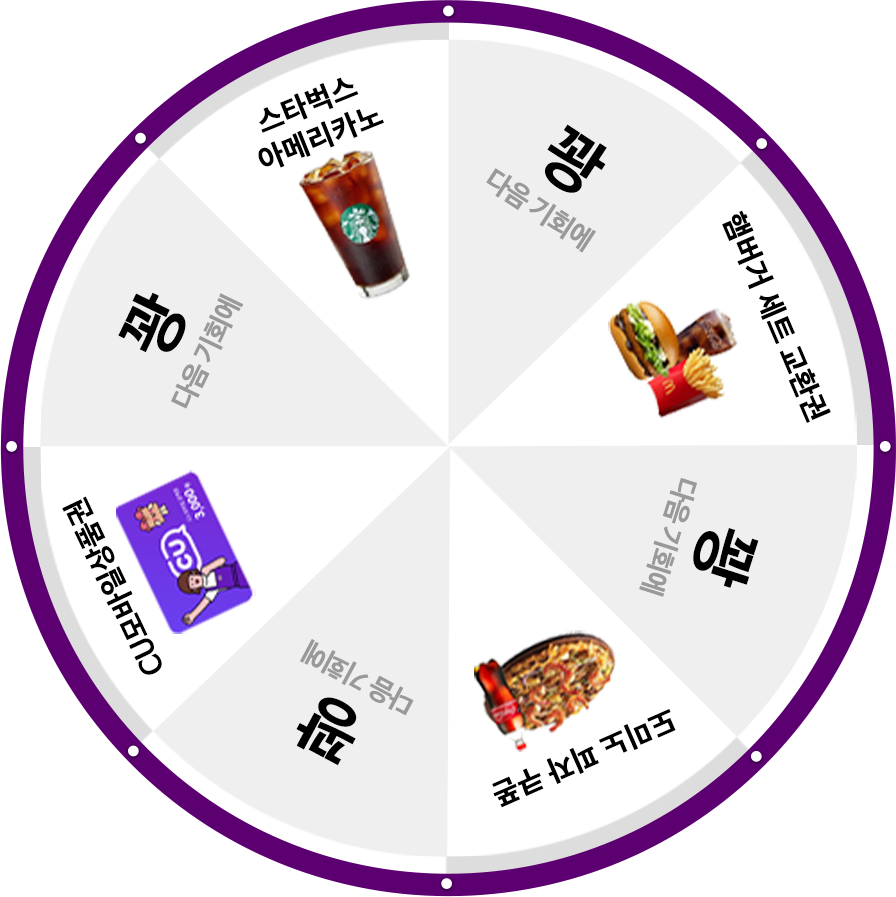 스타벅스
아메리카노
꽝
다음 기회에
햄버거 세트 교환권
꽝
다음 기회에
도미노 피자 쿠폰
꽝
다음 기회에
CU모바일상품권
3,000원
CU
꽝
다음 기회에